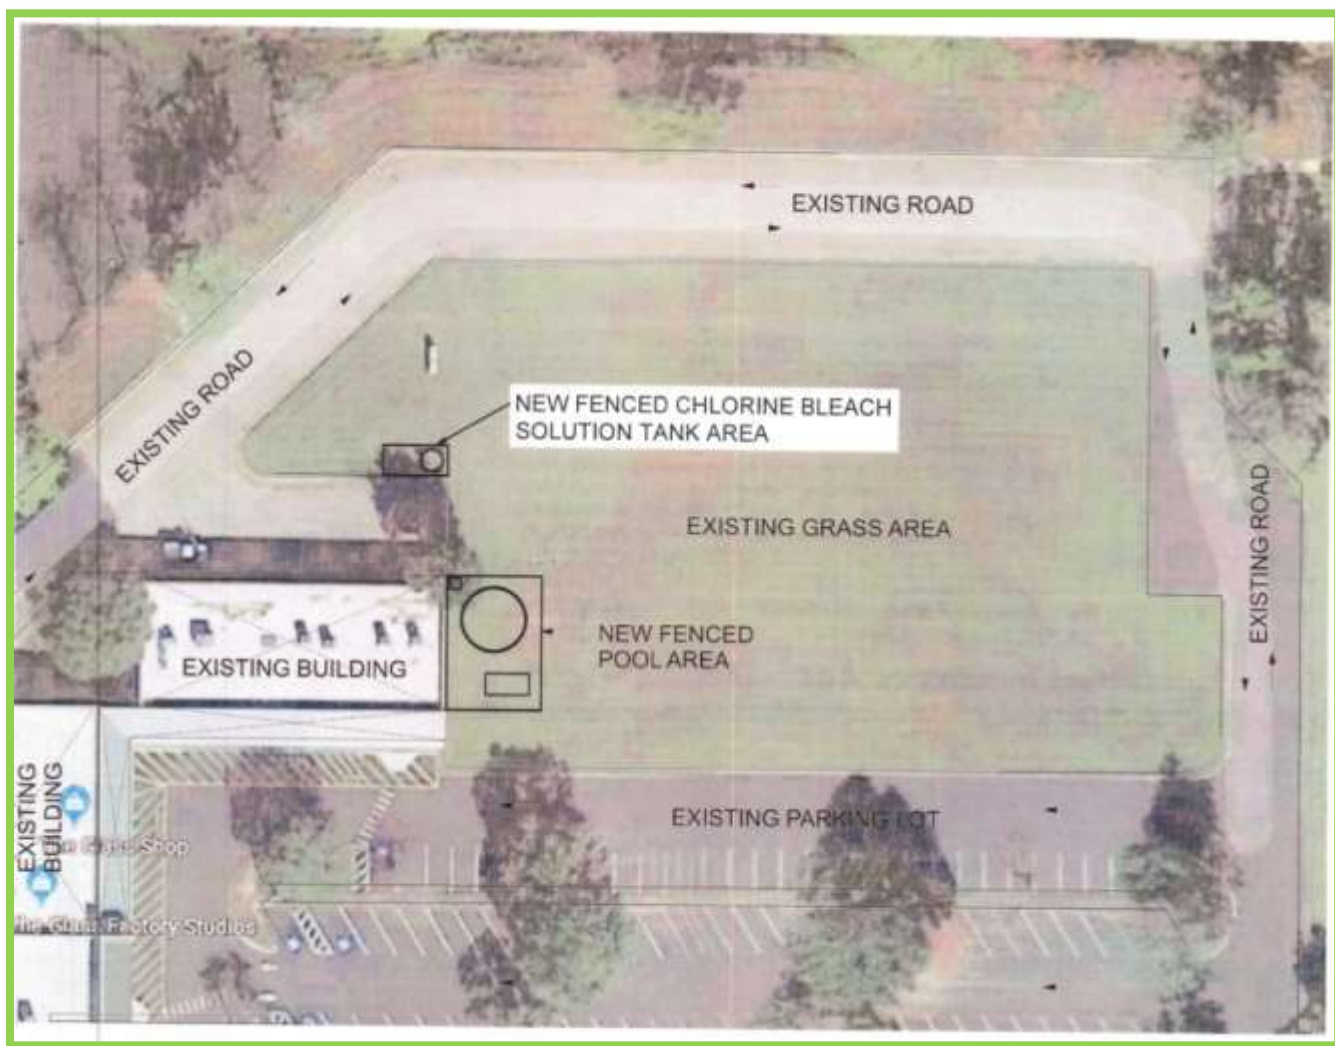 EXISTING ROAD
EXISTING ROAD
NEW FENCED CHLORINE BLEACH
SOLUTION TANK AREA
EXISTING GRASS AREA
EXISTING ROAD
NEW FENCED
POOL AREA
EXISTING BUILDING
EXISTING
BUILDING
EXISTING PARKING LOT
Shop
Factory Studios